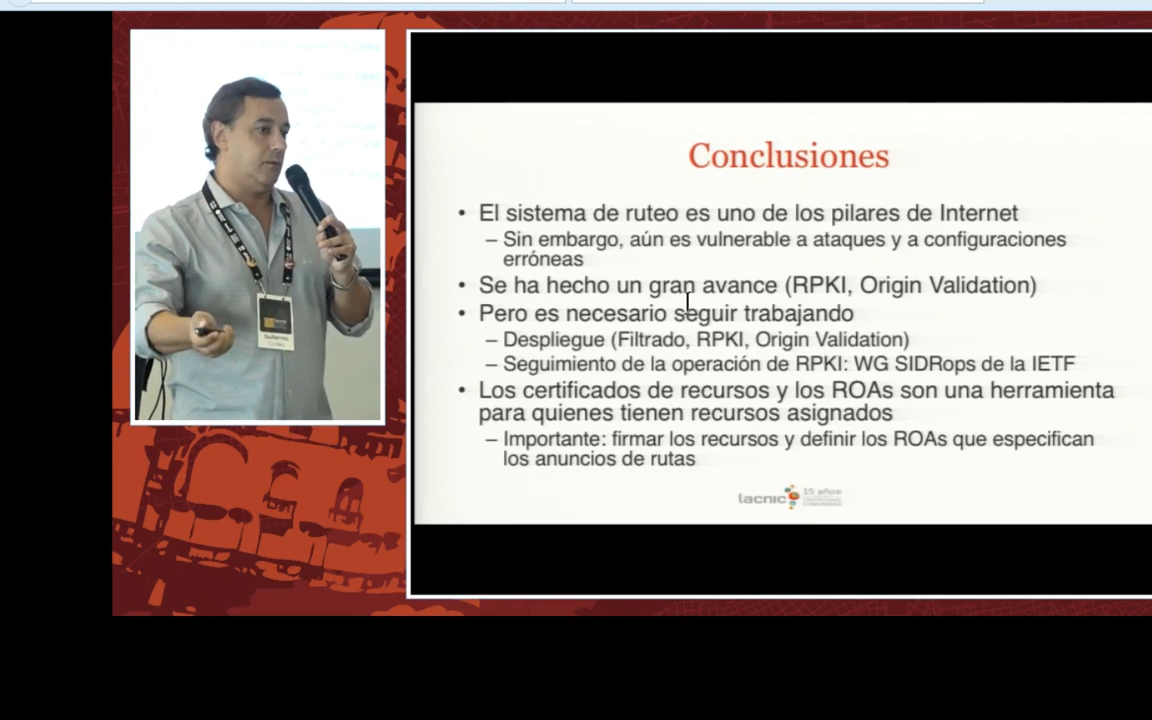 Conclusiones
• El sistema de ruteo es uno de los pilares de Internet
– Sin embargo, aún es vulnerable a ataques y a configuraciones
erróneas
• Se ha hecho un gran avance (RPKI, Origin Validation)
• Pero es necesario seguir trabajando
– Despliegue (Filtrado, RPKI, Origin Validation)
– Seguimiento de la operación de RPKI: WG SIDRops de la IETF
• Los certificados de recursos y los ROAs son una herramienta
para quienes tienen recursos asignados
– Importante: firmar los recursos y definir los ROAs que especifican
los anuncios de rutas
lacnic 15 años
Guillermo